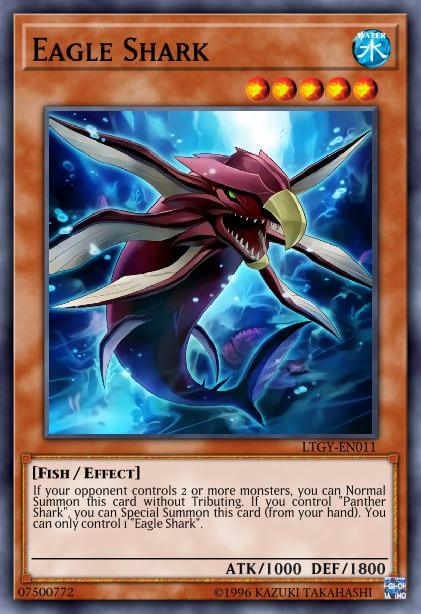 Eagle Shark
WATER
水
LTGY-EN011
[Fish / Effect]
If your opponent controls 2 or more monsters, you can Normal
Summon this card without Tributing. If you control "Panther
Shark", you can Special Summon this card (from your hand). You
can only control 1 "Eagle Shark".
ATK/1000 DEF/1800
07500772
©1996 KAZUKI TAKAHASHI